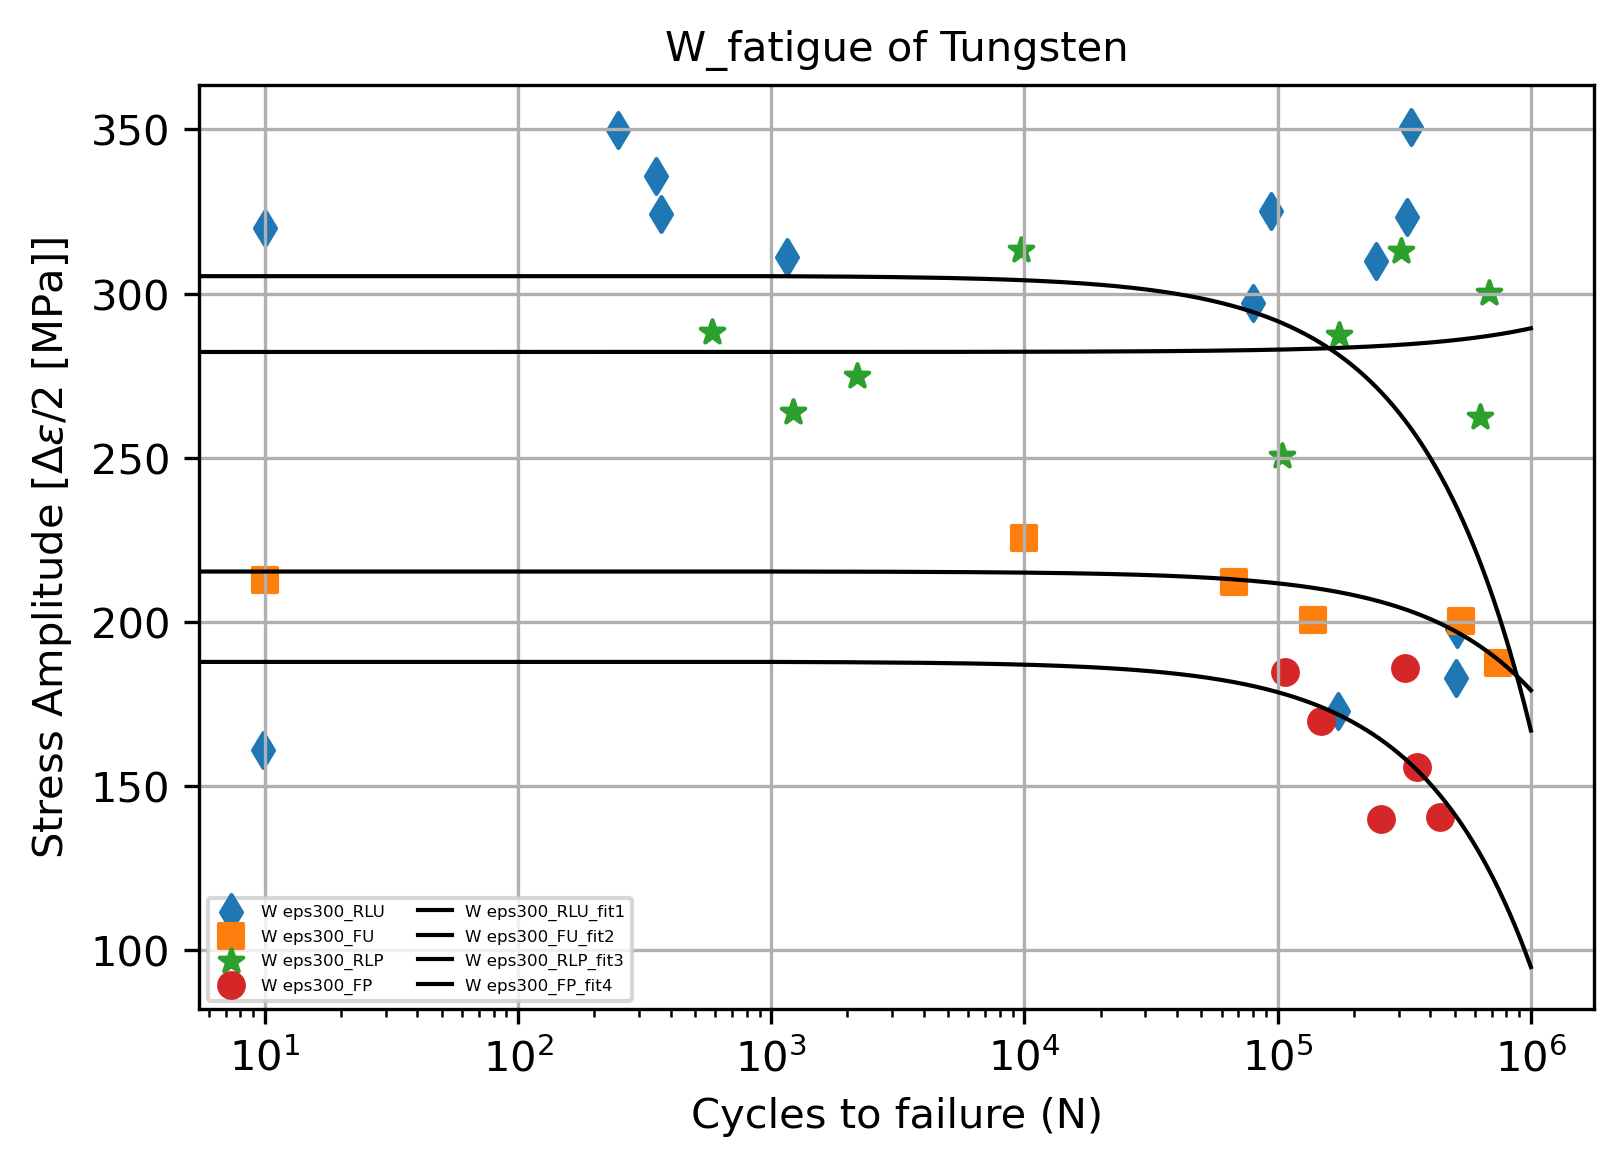 W_fatigue of Tungsten
Stress Amplitude [Δε/2 [MPa]]
350
300
250
200
150
100
W eps300_RLU
W eps300_FU
W eps300_RLP
W eps300_FP
W eps300_RLU_fit1
W eps300_FU_fit2
W eps300_RLP_fit3
W eps300_FP_fit4
10¹ 10² 10³ 10⁴ 10⁵ 10⁶
Cycles to failure (N)